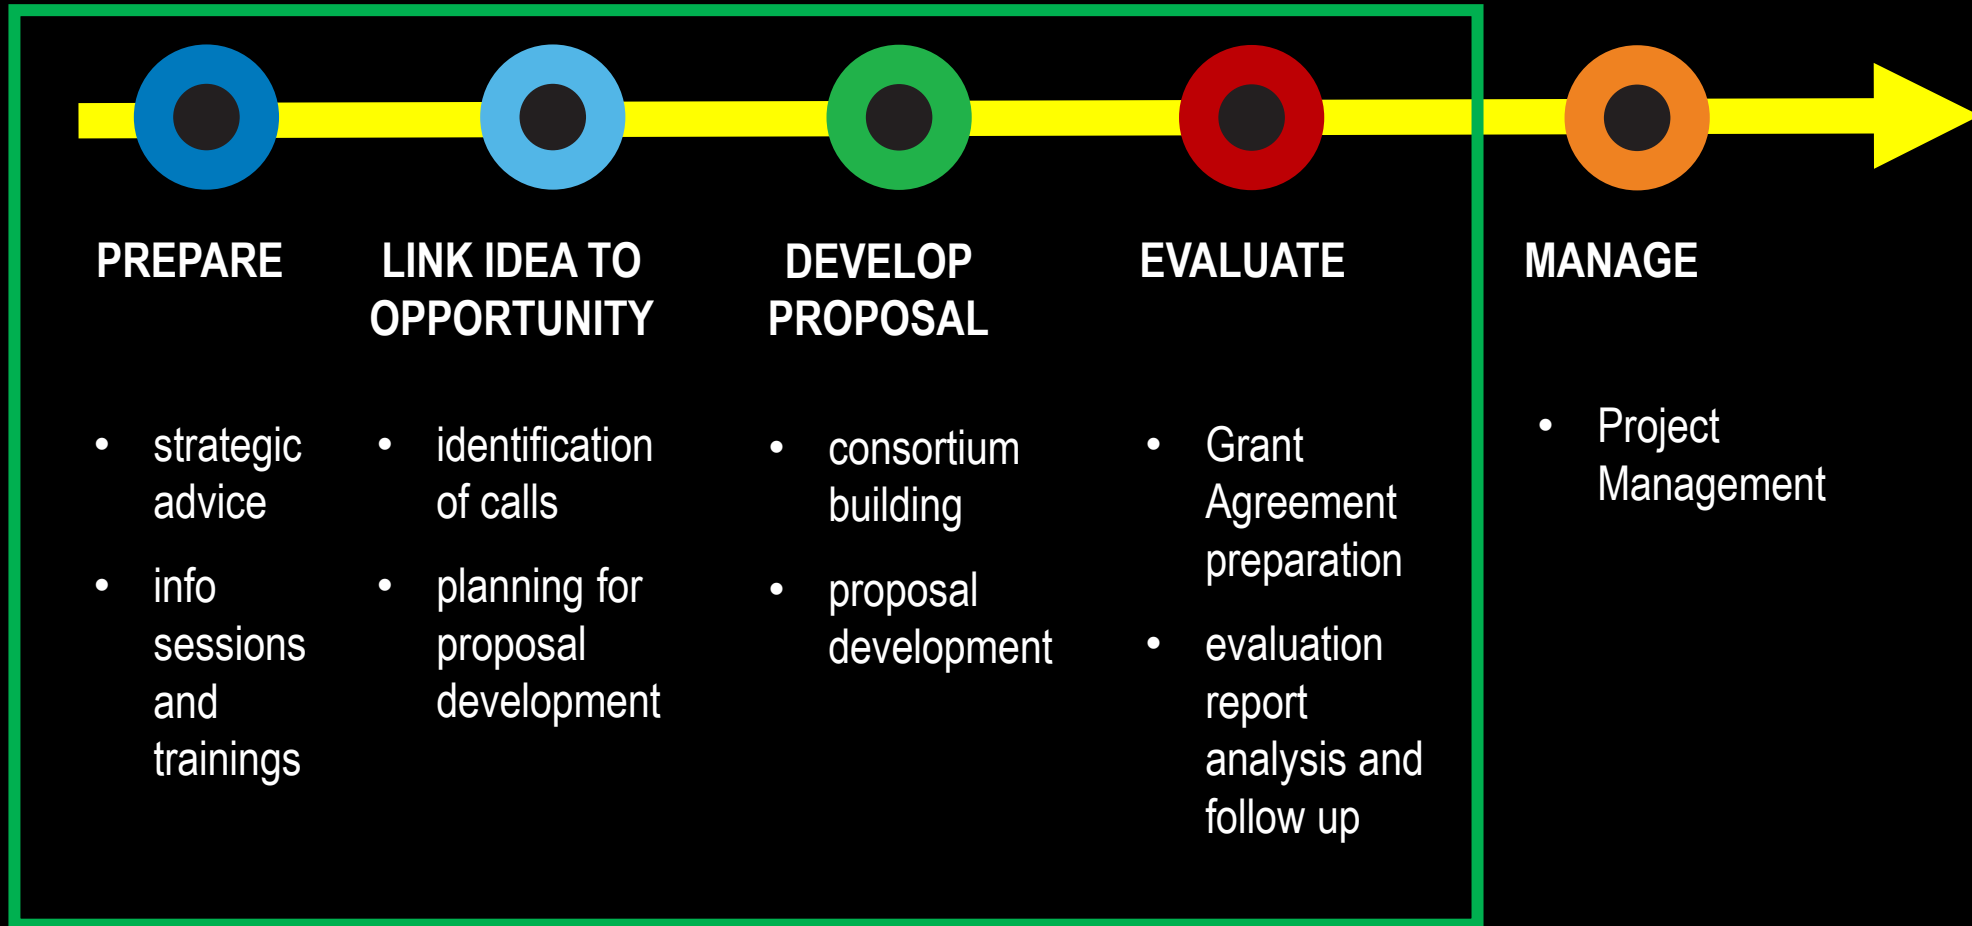 PREPARE
• strategic
advice
• info
sessions
and
trainings
LINK IDEA TO
OPPORTUNITY
• identification
of calls
• planning for
proposal
development
DEVELOP
PROPOSAL
• consortium
building
• proposal
development
EVALUATE
• Grant
Agreement
preparation
• evaluation
report
analysis and
follow up
MANAGE
• Project
Management